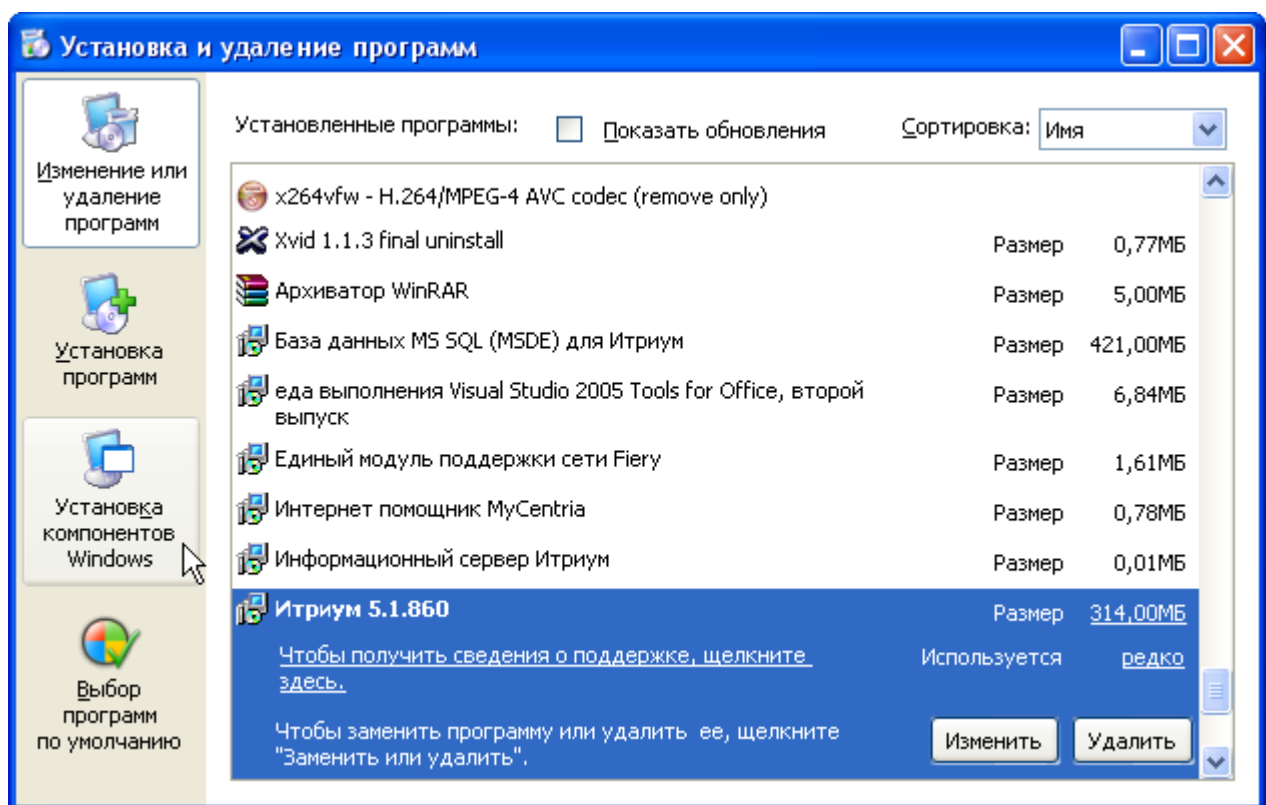 Установка и удаление программ
Изменение или
удаление
программ
Установка
программ
Установка
компонентов
Windows
Выбор
программ
по умолчанию
Установленные программы: Показать обновления Сортировка: Имя
x264vfw - H.264/MPEG-4 AVC codec (remove only)
Xvid 1.1.3 final uninstall Размер 0,77МБ
Архиватор WinRAR Размер 5,00МБ
База данных MS SQL (MSDE) для Итриум Размер 421,00МБ
еда выполнения Visual Studio 2005 Tools for Office, второй
выпуск Размер 6,84МБ
Единый модуль поддержки сети Fiery Размер 1,61МБ
Интернет помощник MyCentria Размер 0,78МБ
Информационный сервер Итриум Размер 0,01МБ
Итриум 5.1.860 Размер 314,00МБ
Чтобы получить сведения о поддержке, щелкните Используется редко
здесь.
Чтобы заменить программу или удалить ее, щелкните
"Заменить или удалить". Изменить Удалить